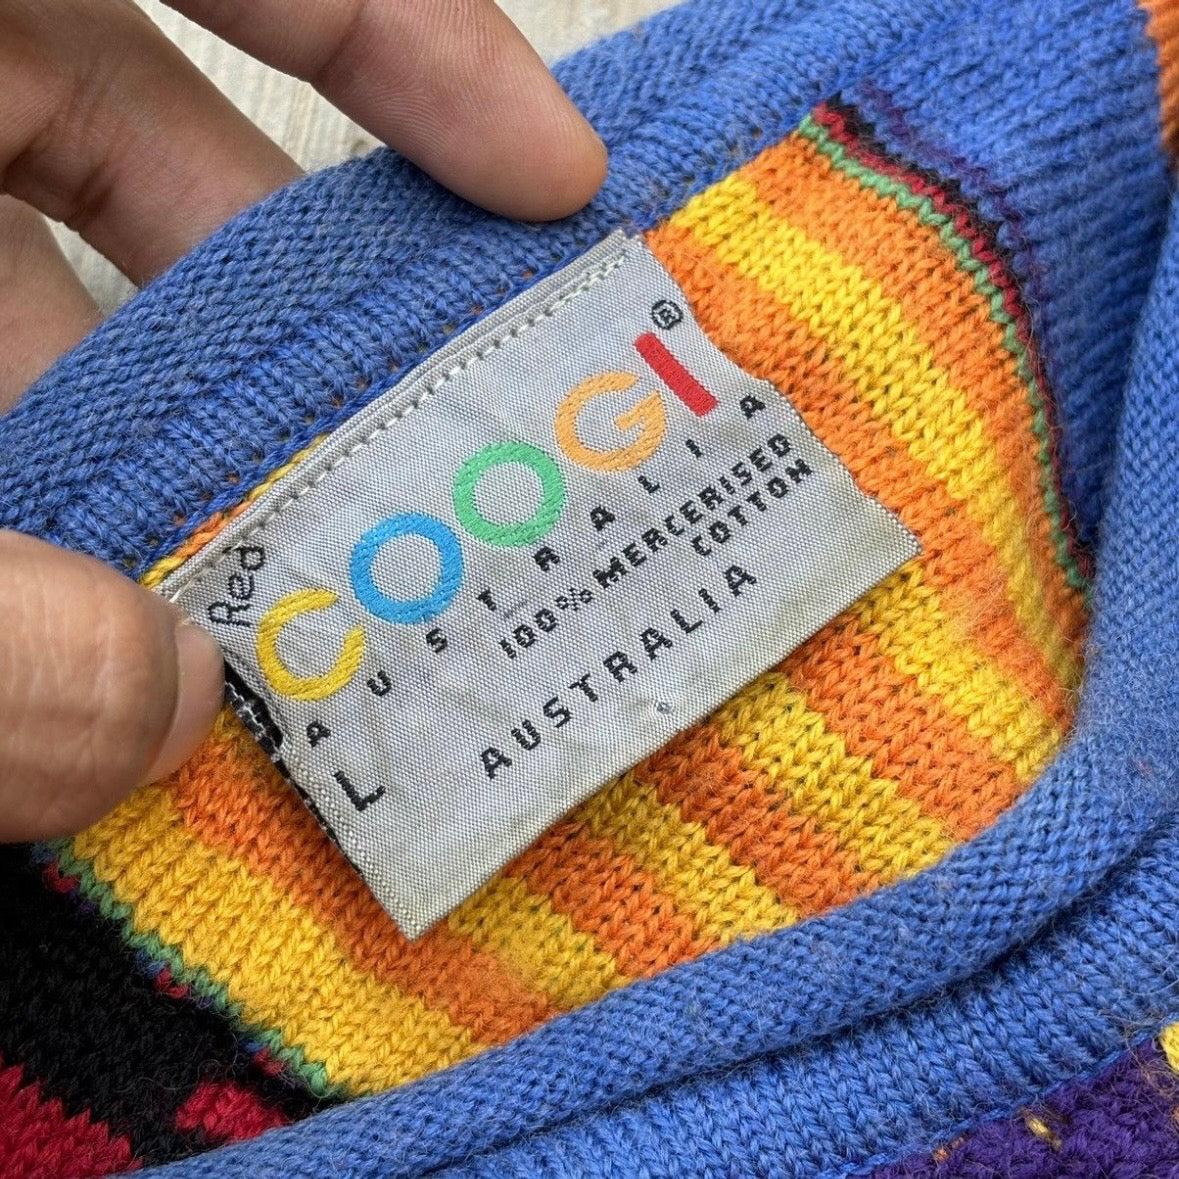 Red
COOGI®
AUSTRALIA
100% MERCERISED
COTTON
AUSTRALIA
L